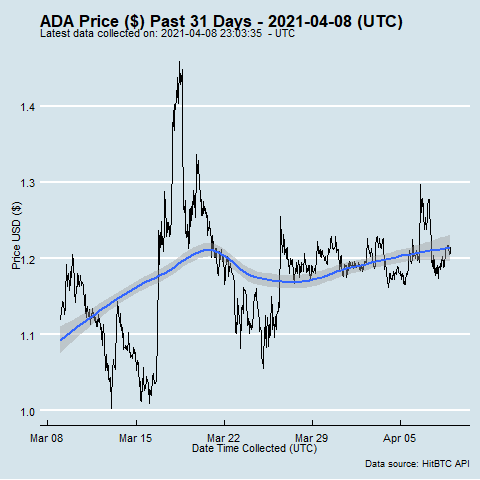 ADA Price ($) Past 31 Days - 2021-04-08 (UTC)
Latest data collected on: 2021-04-08 23:03:35 - UTC
Price USD ($)
1.4
1.3
1.2
1.1
1.0
Mar 08 Mar 15 Mar 22 Mar 29 Apr 05
Date Time Collected (UTC)
Data source: HitBTC API